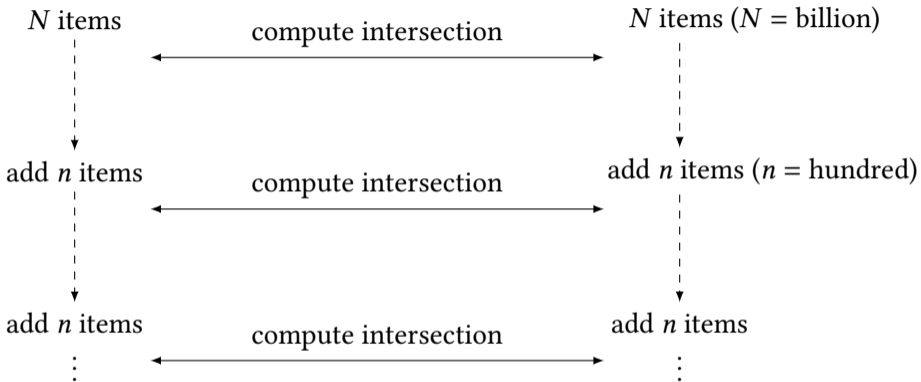 N items
compute intersection
N items (N = billion)
add n items
compute intersection
add n items (n = hundred)
add n items
compute intersection
add n items
⋮
⋮